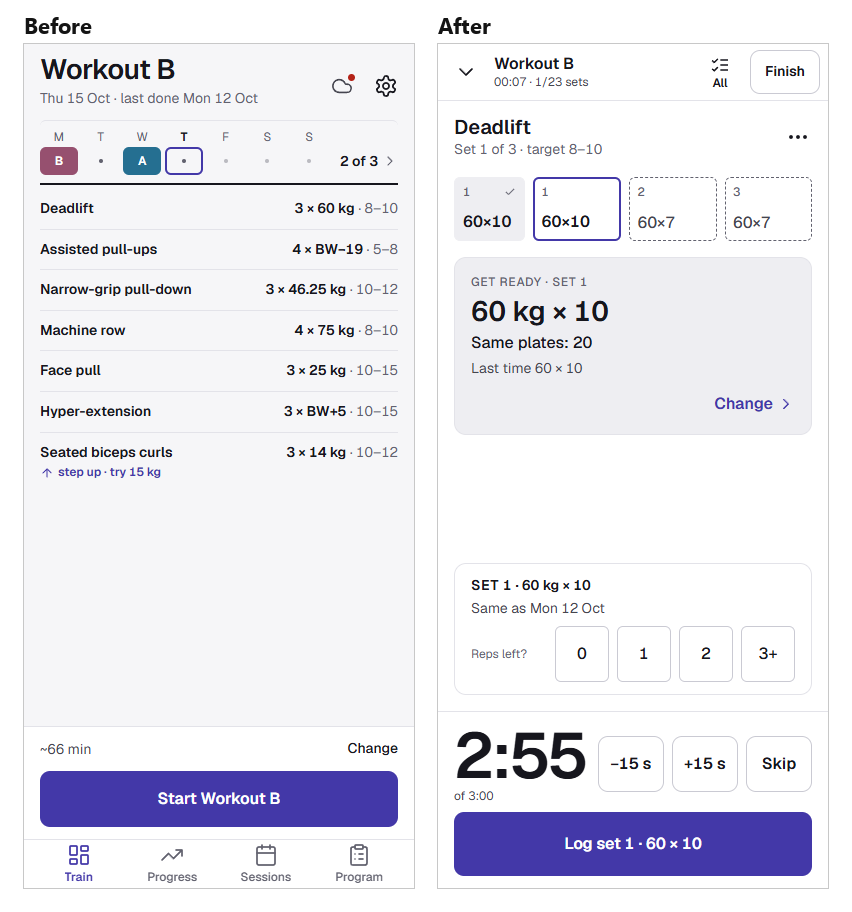 Before
Workout B
Thu 15 Oct · last done Mon 12 Oct
M T W T F S S
B A 2 of 3
Deadlift 3 × 60 kg · 8–10
Assisted pull-ups 4 × BW–19 · 5–8
Narrow-grip pull-down 3 × 46.25 kg · 10–12
Machine row 4 × 75 kg · 8–10
Face pull 3 × 25 kg · 10–15
Hyper-extension 3 × BW+5 · 10–15
Seated biceps curls 3 × 14 kg · 10–12
↑ step up · try 15 kg
~66 min Change
Start Workout B
Train Progress Sessions Program
After
Workout B
00:07 · 1/23 sets
All
Finish
Deadlift
Set 1 of 3 · target 8–10
1 1 2 3
60×10 60×10 60×7 60×7
GET READY · SET 1
60 kg × 10
Same plates: 20
Last time 60 × 10
Change
SET 1 · 60 kg × 10
Same as Mon 12 Oct
Reps left? 0 1 2 3+
2:55 −15 s +15 s Skip
of 3:00
Log set 1 · 60 × 10